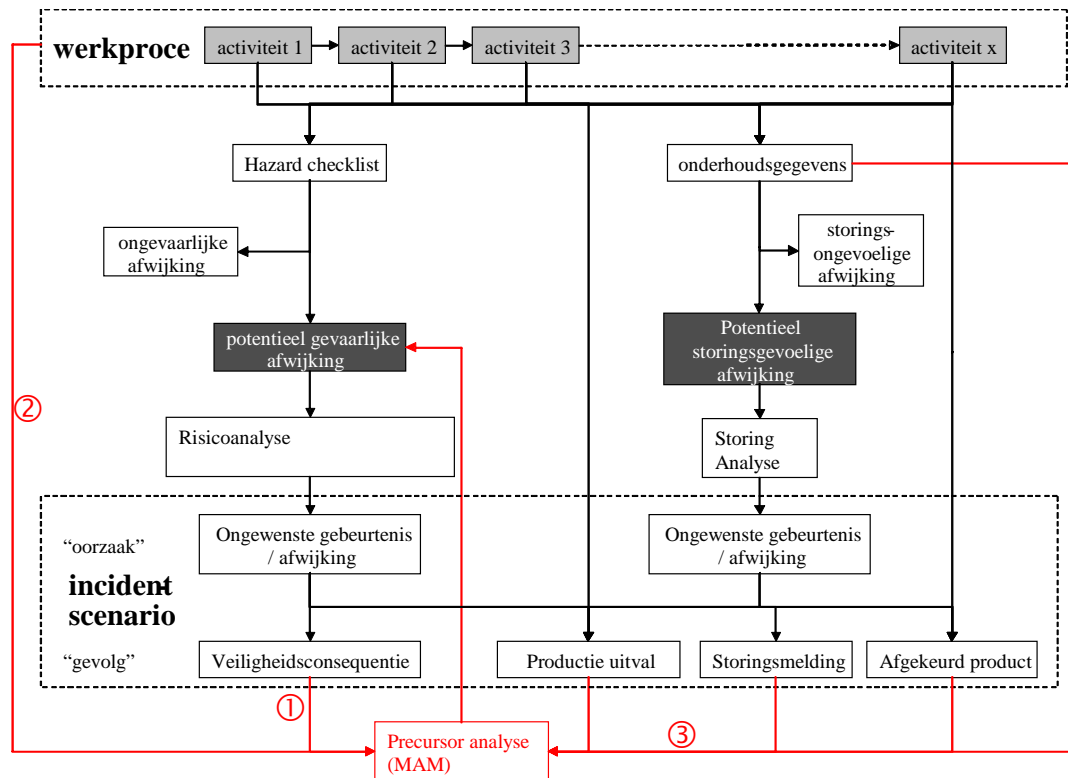 werkproce
activiteit 1
activiteit 2
activiteit 3
activiteit x
Hazard checklist
onderhoudsgegevens
ongevaarlijke
afwijking
storings-
ongevoelige
afwijking
potentieel gevaarlijke
afwijking
Potentieel
storingsgevoelige
afwijking
②
Risicoanalyse
Storing
Analyse
“oorzaak”
Ongewenste gebeurtenis
/ afwijking
Ongewenste gebeurtenis
/ afwijking
incident-
scenario
“gevolg”
Veiligheidsconsequentie
Productie uitval
Storingsmelding
Afgekeurd product
①
③
Precursor analyse
(MAM)